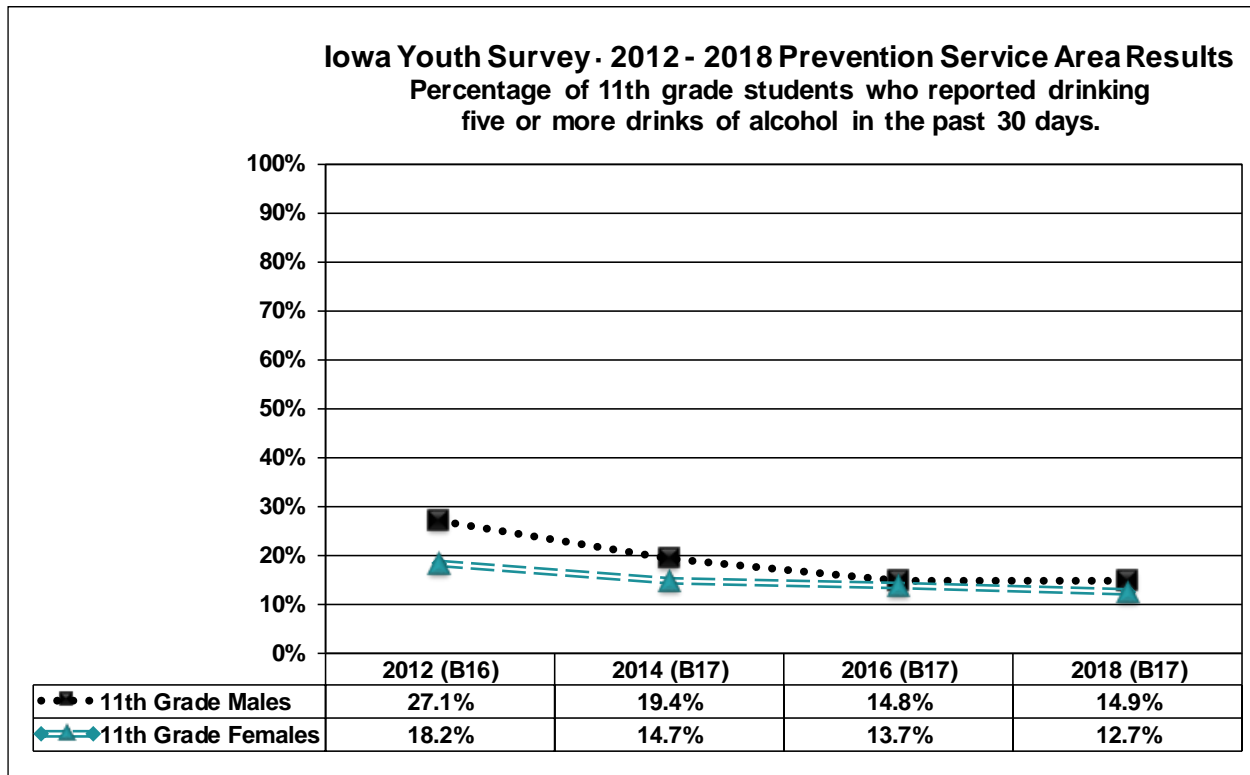 Iowa Youth Survey · 2012 - 2018 Prevention Service Area Results
Percentage of 11th grade students who reported drinking
five or more drinks of alcohol in the past 30 days.
100%
90%
80%
70%
60%
50%
40%
30%
20%
10%
0%
2012 (B16) 2014 (B17) 2016 (B17) 2018 (B17)
11th Grade Males 27.1% 19.4% 14.8% 14.9%
11th Grade Females 18.2% 14.7% 13.7% 12.7%